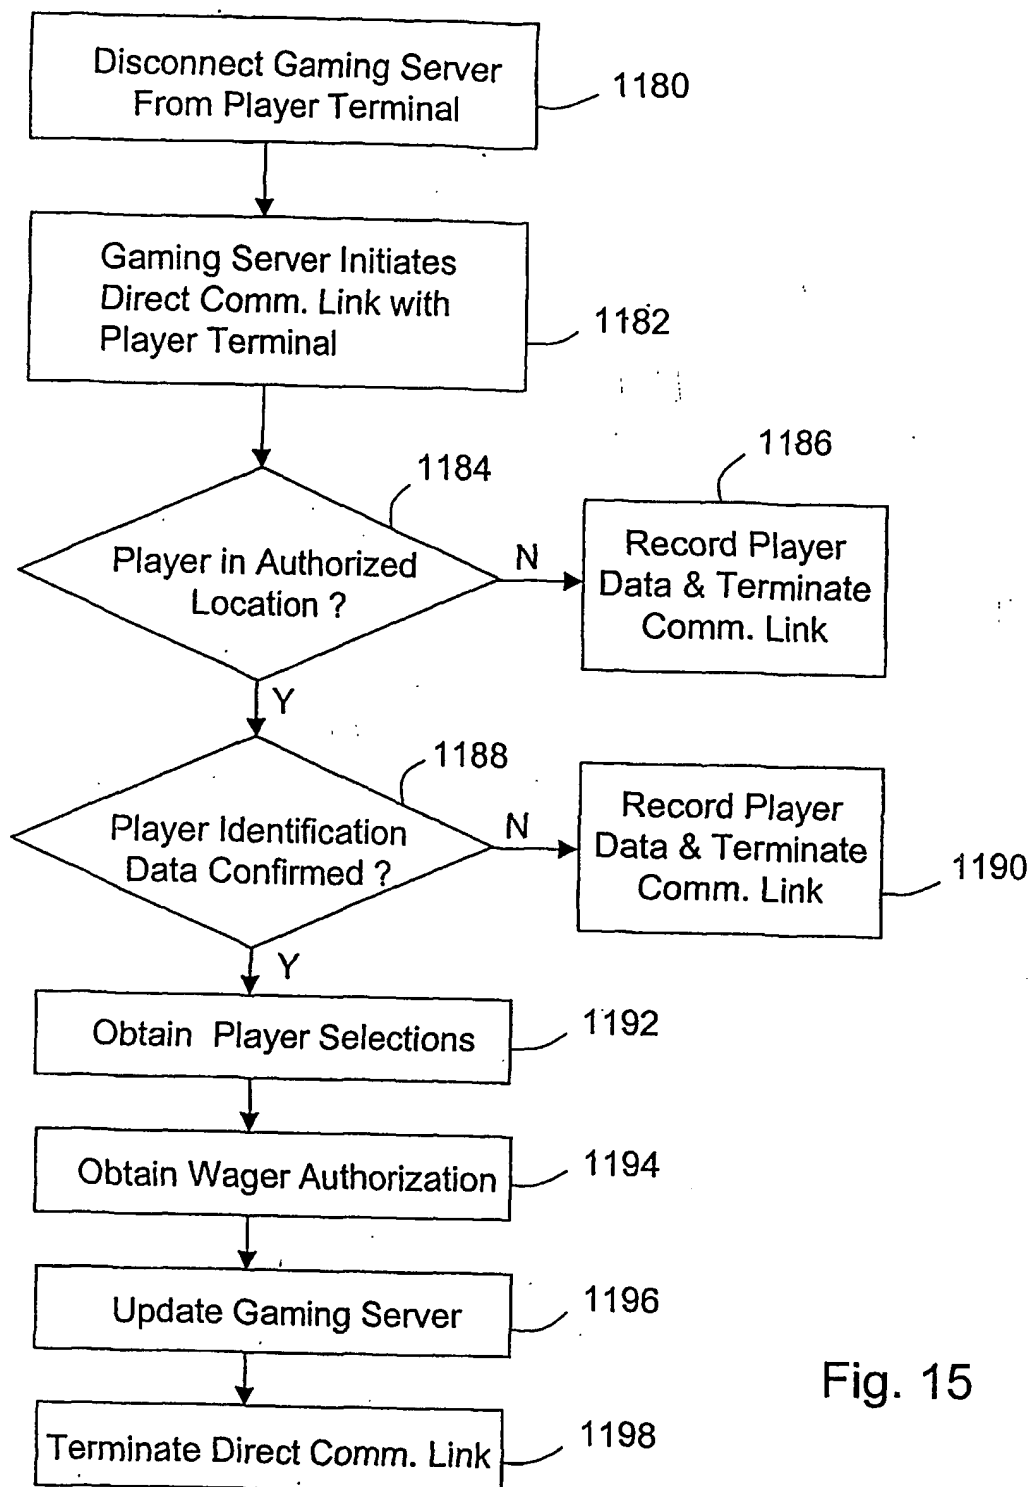 Disconnect Gaming Server
From Player Terminal
1180
Gaming Server Initiates
Direct Comm. Link with
Player Terminal
1182
1184
Player in Authorized
Location ?
N
Y
1186
Record Player
Data & Terminate
Comm. Link
1188
Player Identification
Data Confirmed ?
N
Y
Record Player
Data & Terminate
Comm. Link
1190
Obtain Player Selections
1192
Obtain Wager Authorization
1194
Update Gaming Server
1196
Terminate Direct Comm. Link
1198
Fig. 15